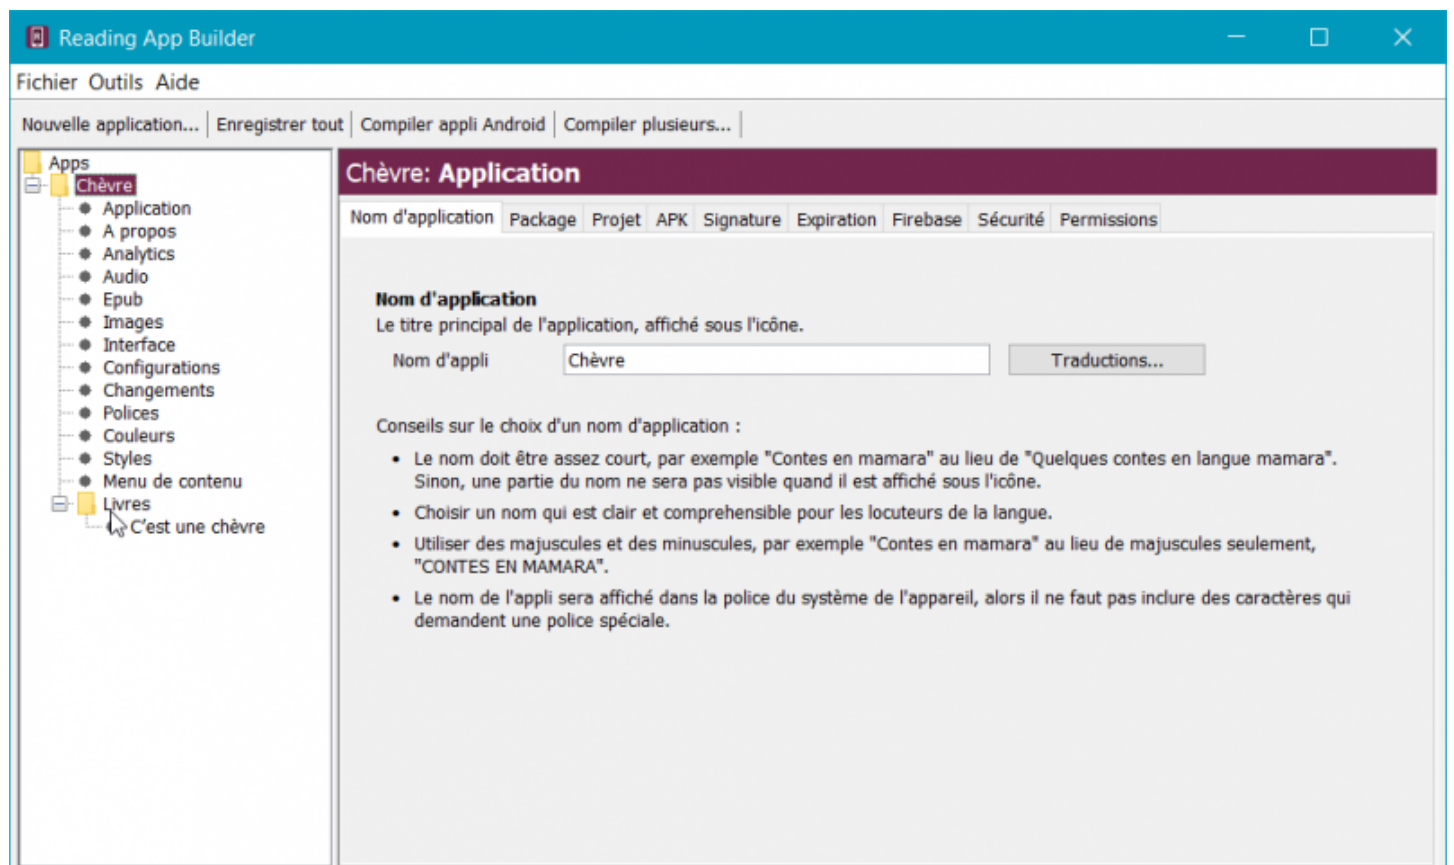 Reading App Builder
Fichier Outils Aide
Nouvelle application... Enregistrer tout Compiler appli Android Compiler plusieurs...
Apps
Chèvre
Application
A propos
Analytics
Audio
Epub
Images
Interface
Configurations
Changements
Polices
Couleurs
Styles
Menu de contenu
Livres
C'est une chèvre
Chèvre: Application
Nom d'application Package Projet APK Signature Expiration Firebase Sécurité Permissions
Nom d'application
Le titre principal de l'application, affiché sous l'icône.
Nom d'appli Chèvre Traductions...
Conseils sur le choix d'un nom d'application :
• Le nom doit être assez court, par exemple "Contes en mamara" au lieu de "Quelques contes en langue mamara".
Sinon, une partie du nom ne sera pas visible quand il est affiché sous l'icône.
• Choisir un nom qui est clair et comprehensible pour les locuteurs de la langue.
• Utiliser des majuscules et des minuscules, par exemple "Contes en mamara" au lieu de majuscules seulement,
"CONTES EN MAMARA".
• Le nom de l'appli sera affiché dans la police du système de l'appareil, alors il ne faut pas inclure des caractères qui
demandent une police spéciale.